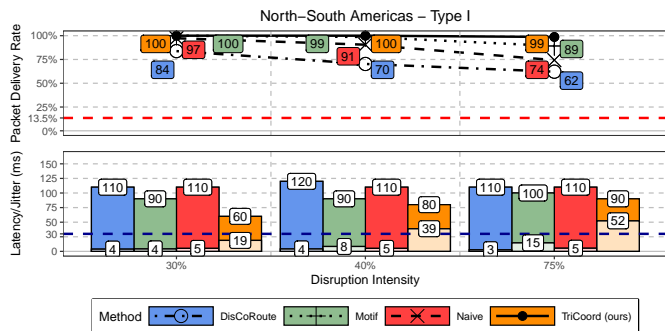 North−South Americas − Type I
Packet Delivery Rate
100%
75%
50%
25%
13.5%
0%
100 97 84
100
99 91
100 70
99 74
89 62
Latency/Jitter (ms)
150
125
100
75
50
30
0
110 90 110 60
4 4 5 19
120 90 110 80
4 8 5 39
110 100 110 90
3 15 5 52
30% 40% 75%
Disruption Intensity
Method DisCoRoute Motif Naive TriCoord (ours)